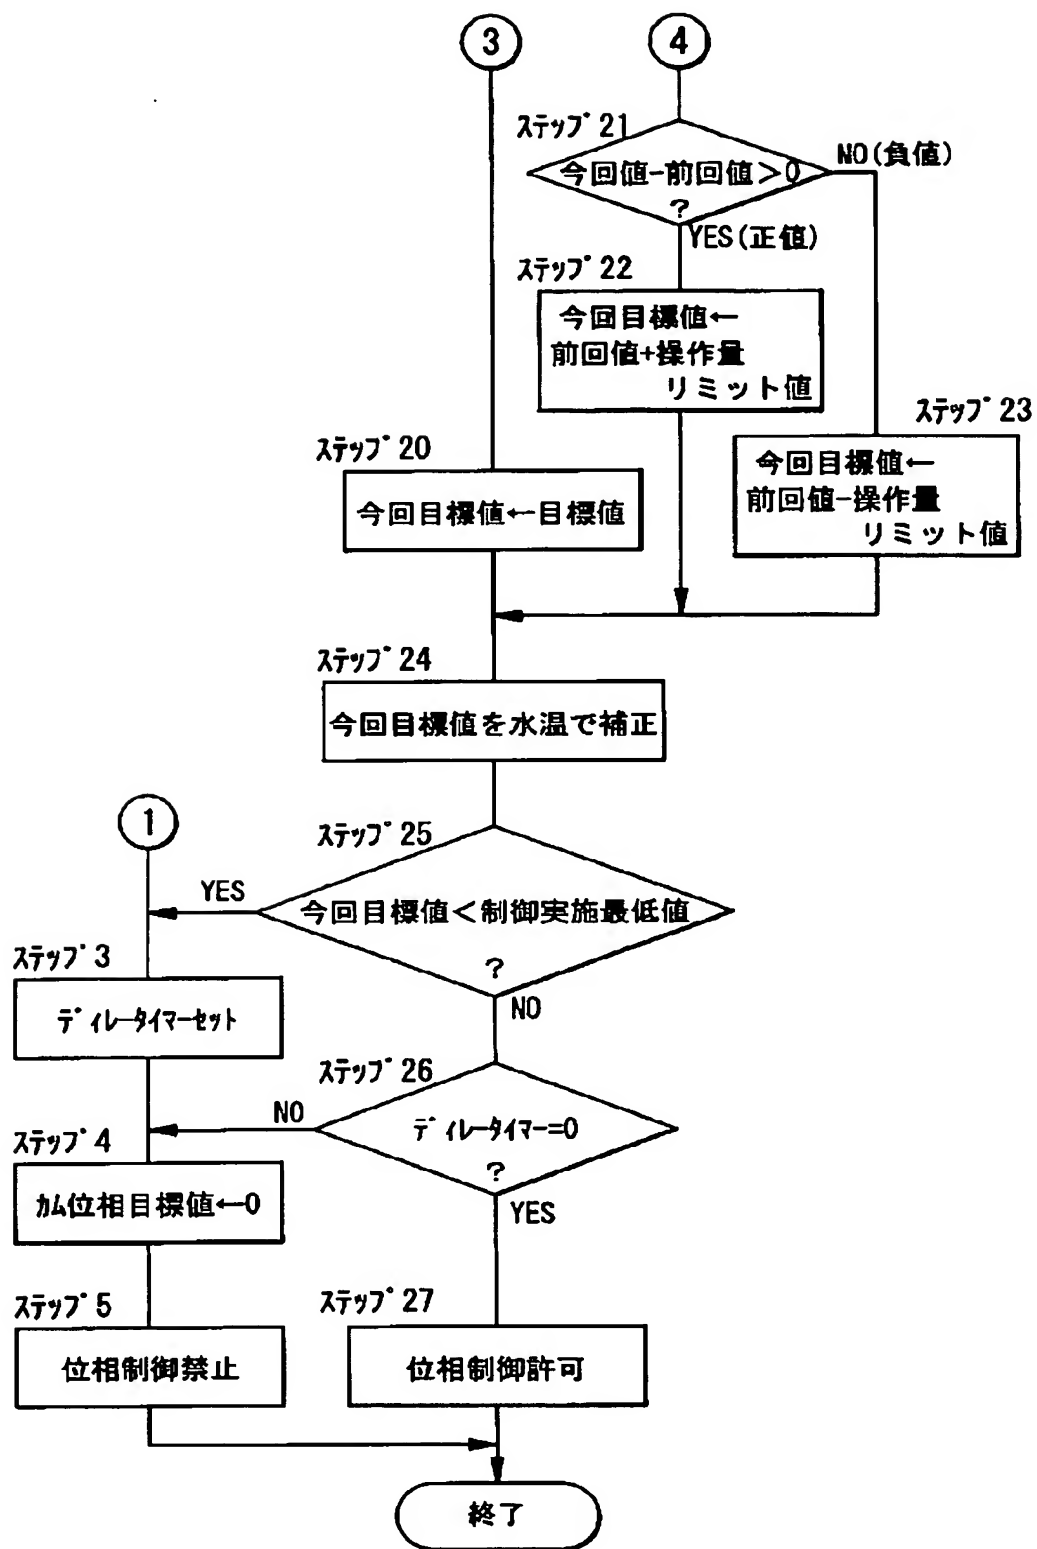 3
4
ステップ21
今回値-前回値>0
?
NO(負値)
YES(正値)
ステップ22
今回目標値←
前回値+操作量
リミット値
ステップ23
今回目標値←
前回値-操作量
リミット値
ステップ20
今回目標値←目標値
ステップ24
今回目標値を水温で補正
1
ステップ25
YES
今回目標値<制御実施最低値
?
NO
ステップ3
ディレータイマーセット
ステップ26
NO
ディレータイマー=0
?
YES
ステップ4
カム位相目標値←0
ステップ5
位相制御禁止
ステップ27
位相制御許可
終了